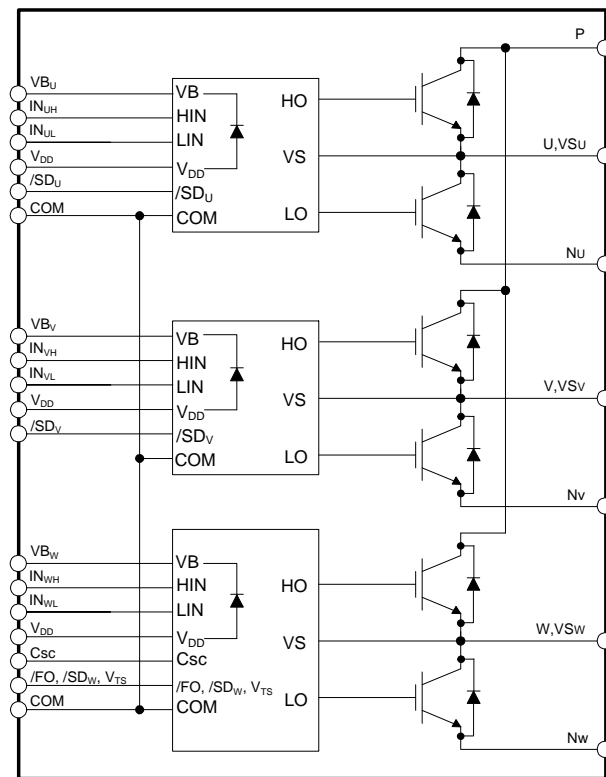 P
VBU
INUH
INUL
VDD
/SDU
COM
VB
HIN
LIN
VDD
/SDU
COM
HO
VS
LO
U,VSU
NU
VBV
INVH
INVL
VDD
/SDV
VB
HIN
LIN
VDD
/SDV
COM
HO
VS
LO
V,VSV
NV
VBW
INWH
INWL
VDD
Csc
/FO, /SDW, VTS
COM
VB
HIN
LIN
VDD
Csc
/FO, /SDW, VTS
COM
HO
VS
LO
W,VSW
NW